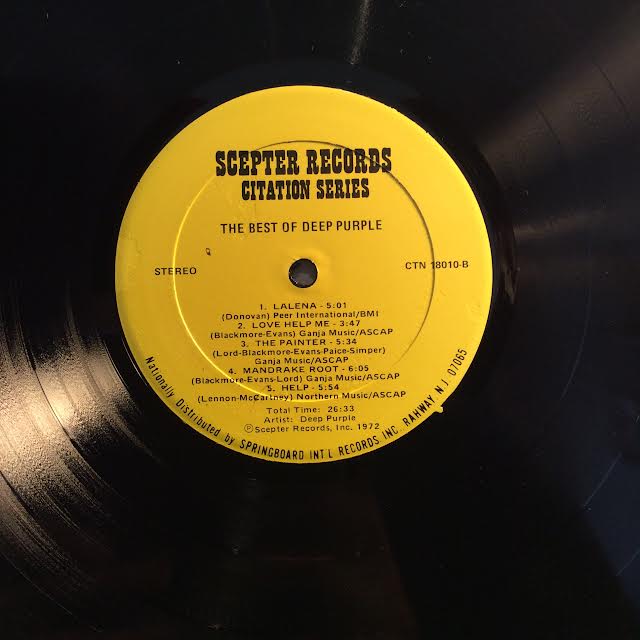 SCEPTER RECORDS
CITATION SERIES
THE BEST OF DEEP PURPLE
STEREO
CTN 18010-B
1. LALENA - 5:01
(Donovan) Peer International/BMI
2. LOVE HELP ME - 3:47
(Blackmore-Evans) Ganja Music/ASCAP
3. THE PAINTER - 5:34
(Lord-Blackmore-Evans-Paice-Simper)
Ganja Music/ASCAP
4. MANDRAKE ROOT - 6:05
(Blackmore-Evans-Lord) Ganja Music/ASCAP
5. HELP - 5:54
(Lennon-McCartney) Northern Music/ASCAP
Total Time: 26:33
Artist: Deep Purple
Ⓟ Scepter Records, Inc. 1972
Nationally Distributed by SPRINGBOARD INT'L RECORDS, INC., RAHWAY, N.J. 07065